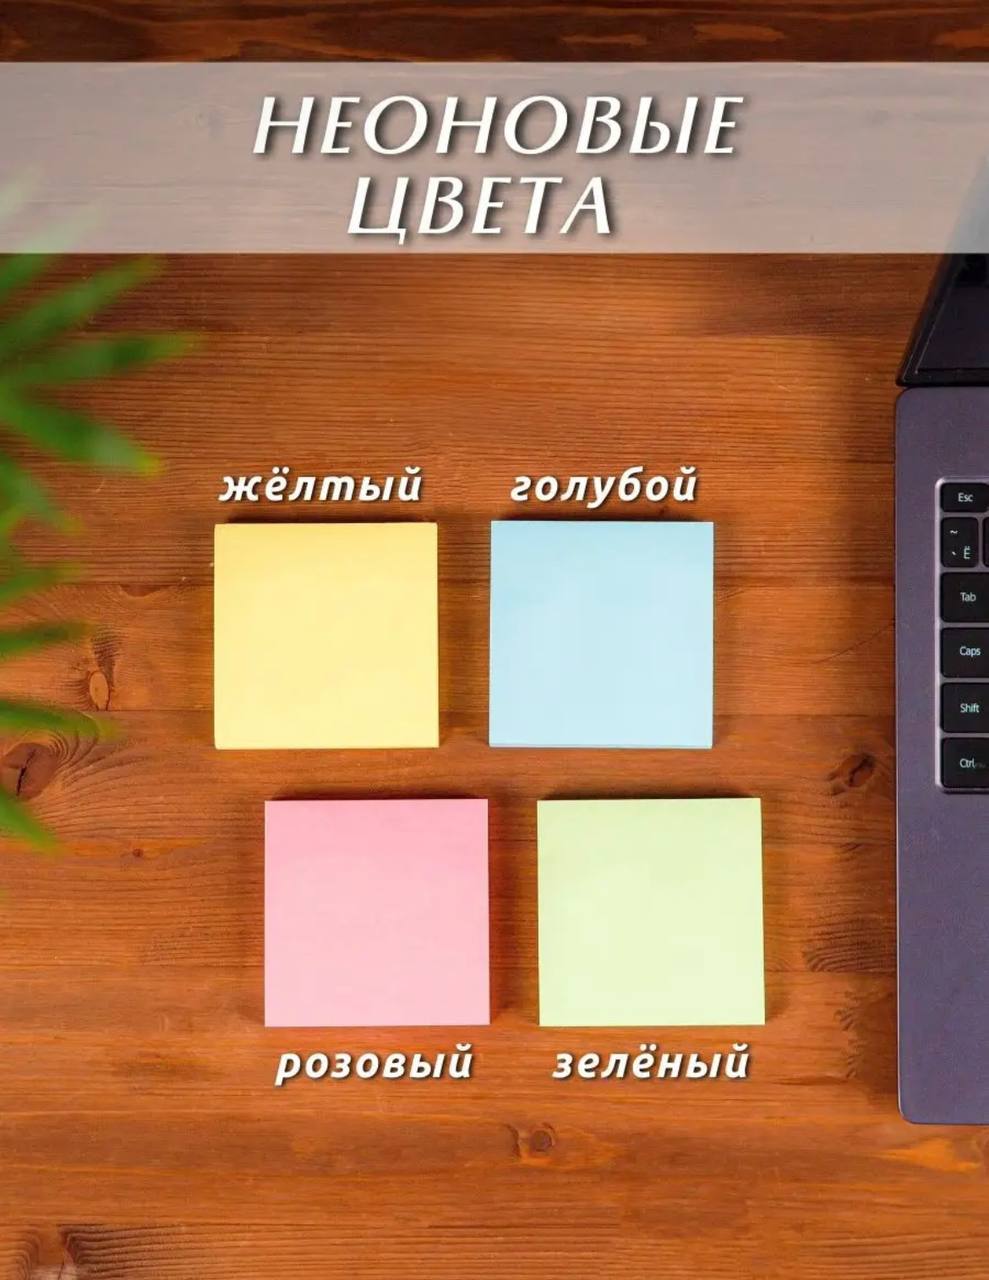 НЕОНОВЫЕ
ЦВЕТА
жёлтый голубой
розовый зелёный
Esc
~
` Ё
Tab
Caps
Shift
Ctrl